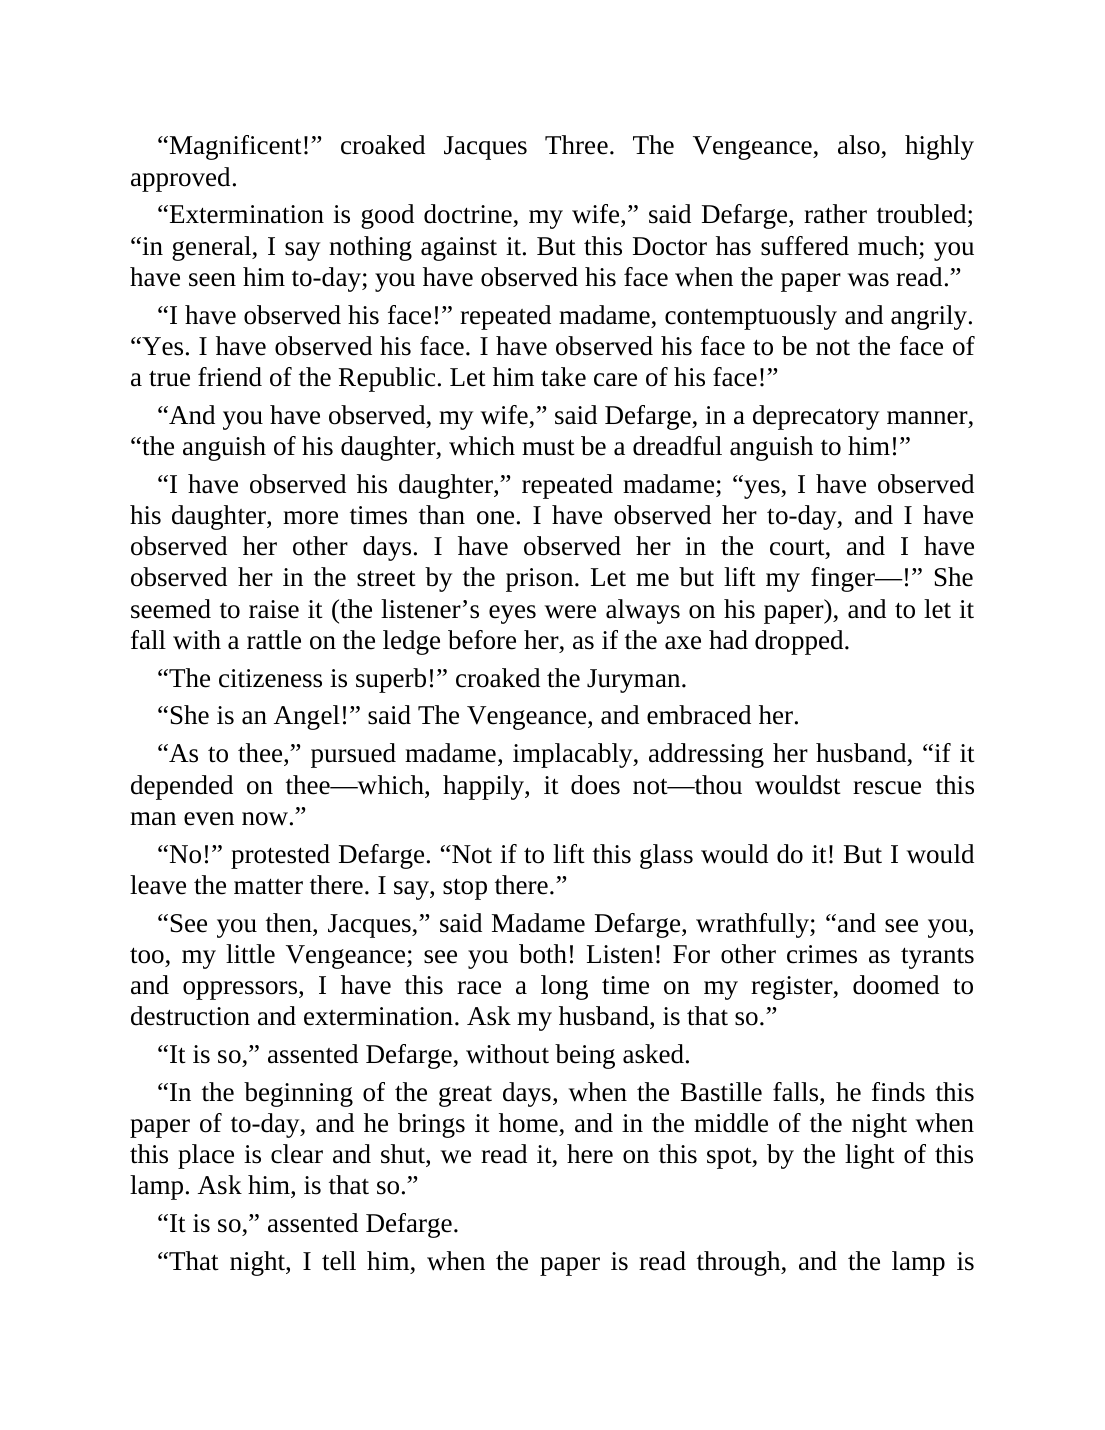 “Magnificent!” croaked Jacques Three. The Vengeance, also, highly
approved.
“Extermination is good doctrine, my wife,” said Defarge, rather troubled;
“in general, I say nothing against it. But this Doctor has suffered much; you
have seen him to-day; you have observed his face when the paper was read.”
“I have observed his face!” repeated madame, contemptuously and angrily.
“Yes. I have observed his face. I have observed his face to be not the face of
a true friend of the Republic. Let him take care of his face!”
“And you have observed, my wife,” said Defarge, in a deprecatory manner,
“the anguish of his daughter, which must be a dreadful anguish to him!”
“I have observed his daughter,” repeated madame; “yes, I have observed
his daughter, more times than one. I have observed her to-day, and I have
observed her other days. I have observed her in the court, and I have
observed her in the street by the prison. Let me but lift my finger—!” She
seemed to raise it (the listener’s eyes were always on his paper), and to let it
fall with a rattle on the ledge before her, as if the axe had dropped.
“The citizeness is superb!” croaked the Juryman.
“She is an Angel!” said The Vengeance, and embraced her.
“As to thee,” pursued madame, implacably, addressing her husband, “if it
depended on thee—which, happily, it does not—thou wouldst rescue this
man even now.”
“No!” protested Defarge. “Not if to lift this glass would do it! But I would
leave the matter there. I say, stop there.”
“See you then, Jacques,” said Madame Defarge, wrathfully; “and see you,
too, my little Vengeance; see you both! Listen! For other crimes as tyrants
and oppressors, I have this race a long time on my register, doomed to
destruction and extermination. Ask my husband, is that so.”
“It is so,” assented Defarge, without being asked.
“In the beginning of the great days, when the Bastille falls, he finds this
paper of to-day, and he brings it home, and in the middle of the night when
this place is clear and shut, we read it, here on this spot, by the light of this
lamp. Ask him, is that so.”
“It is so,” assented Defarge.
“That night, I tell him, when the paper is read through, and the lamp is